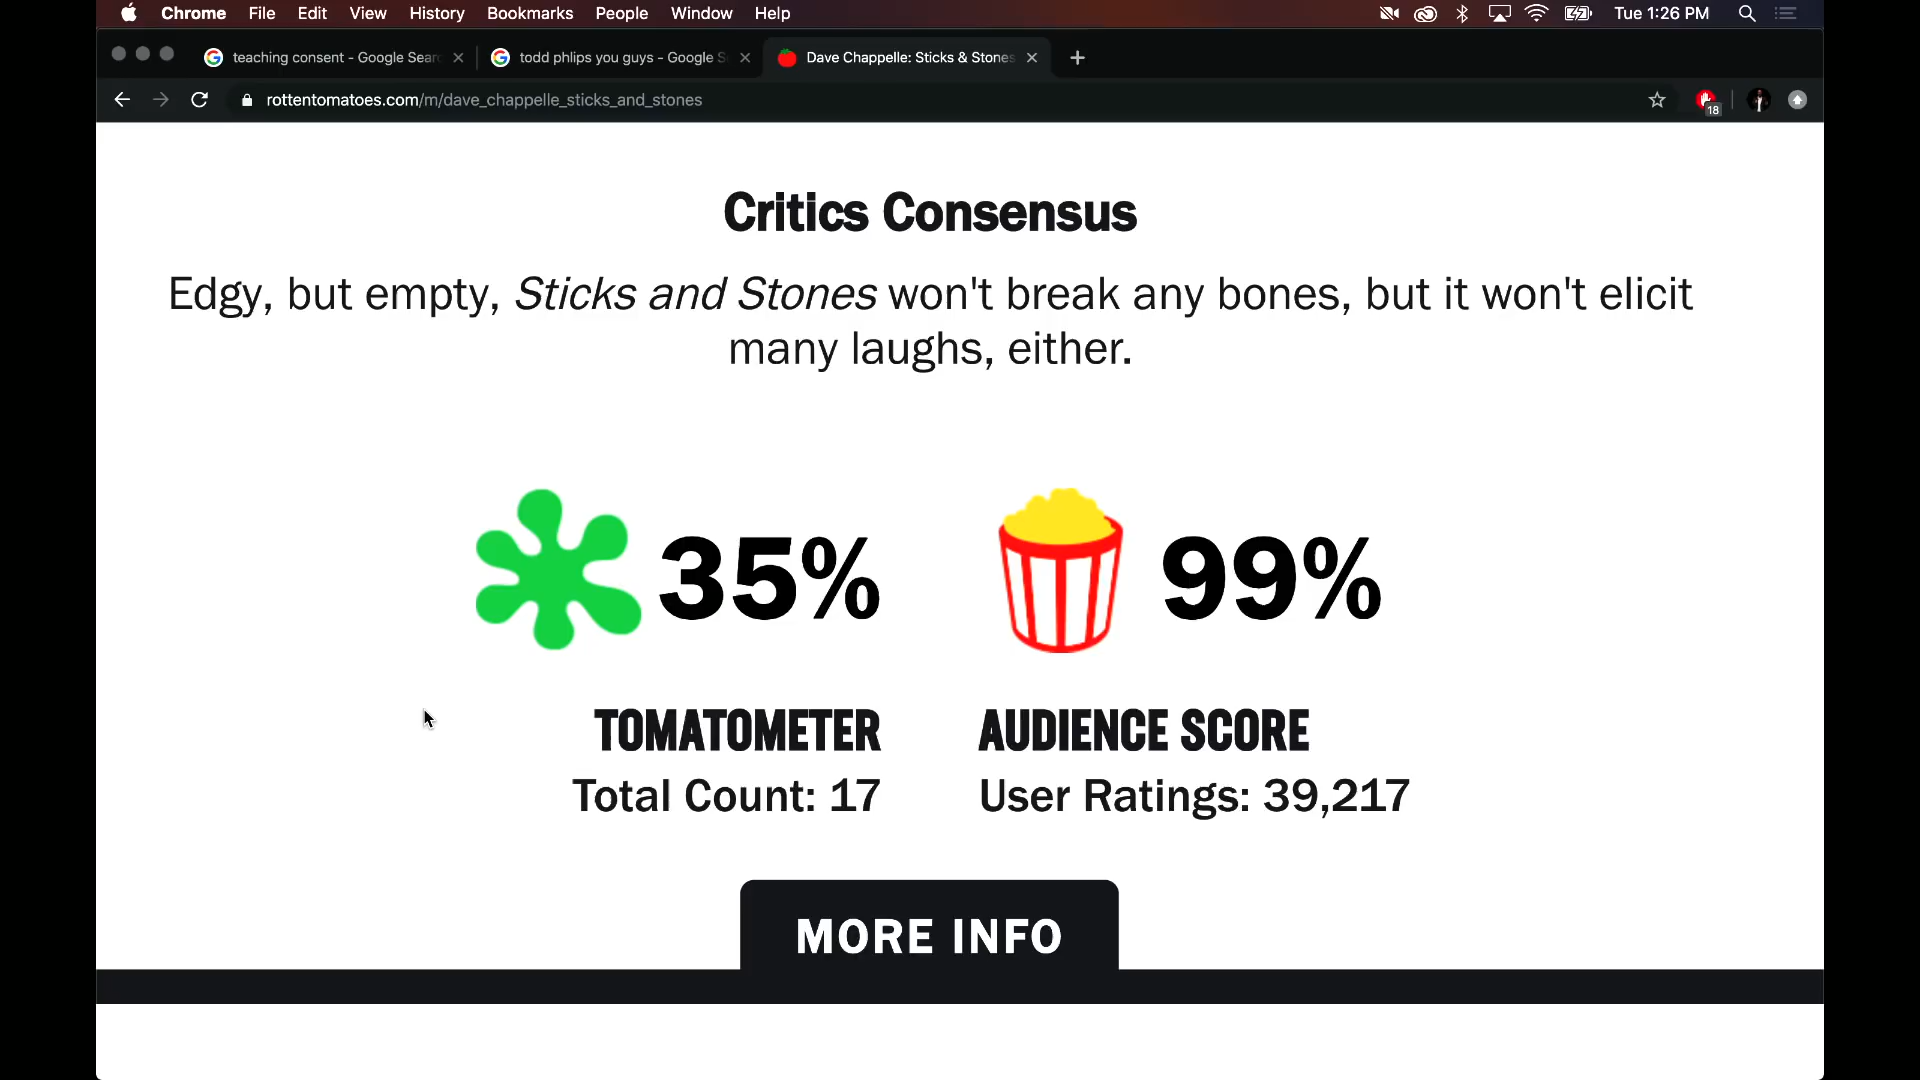 Chrome File Edit View History Bookmarks People Window Help Tue 1:26 PM
teaching consent - Google Sear
todd phlips you guys - Google S
Dave Chappelle: Sticks & Stones
rottentomatoes.com/m/dave_chappelle_sticks_and_stones
18
Critics Consensus
Edgy, but empty, Sticks and Stones won't break any bones, but it won't elicit
many laughs, either.
35% 99%
TOMATOMETER AUDIENCE SCORE
Total Count: 17 User Ratings: 39,217
MORE INFO